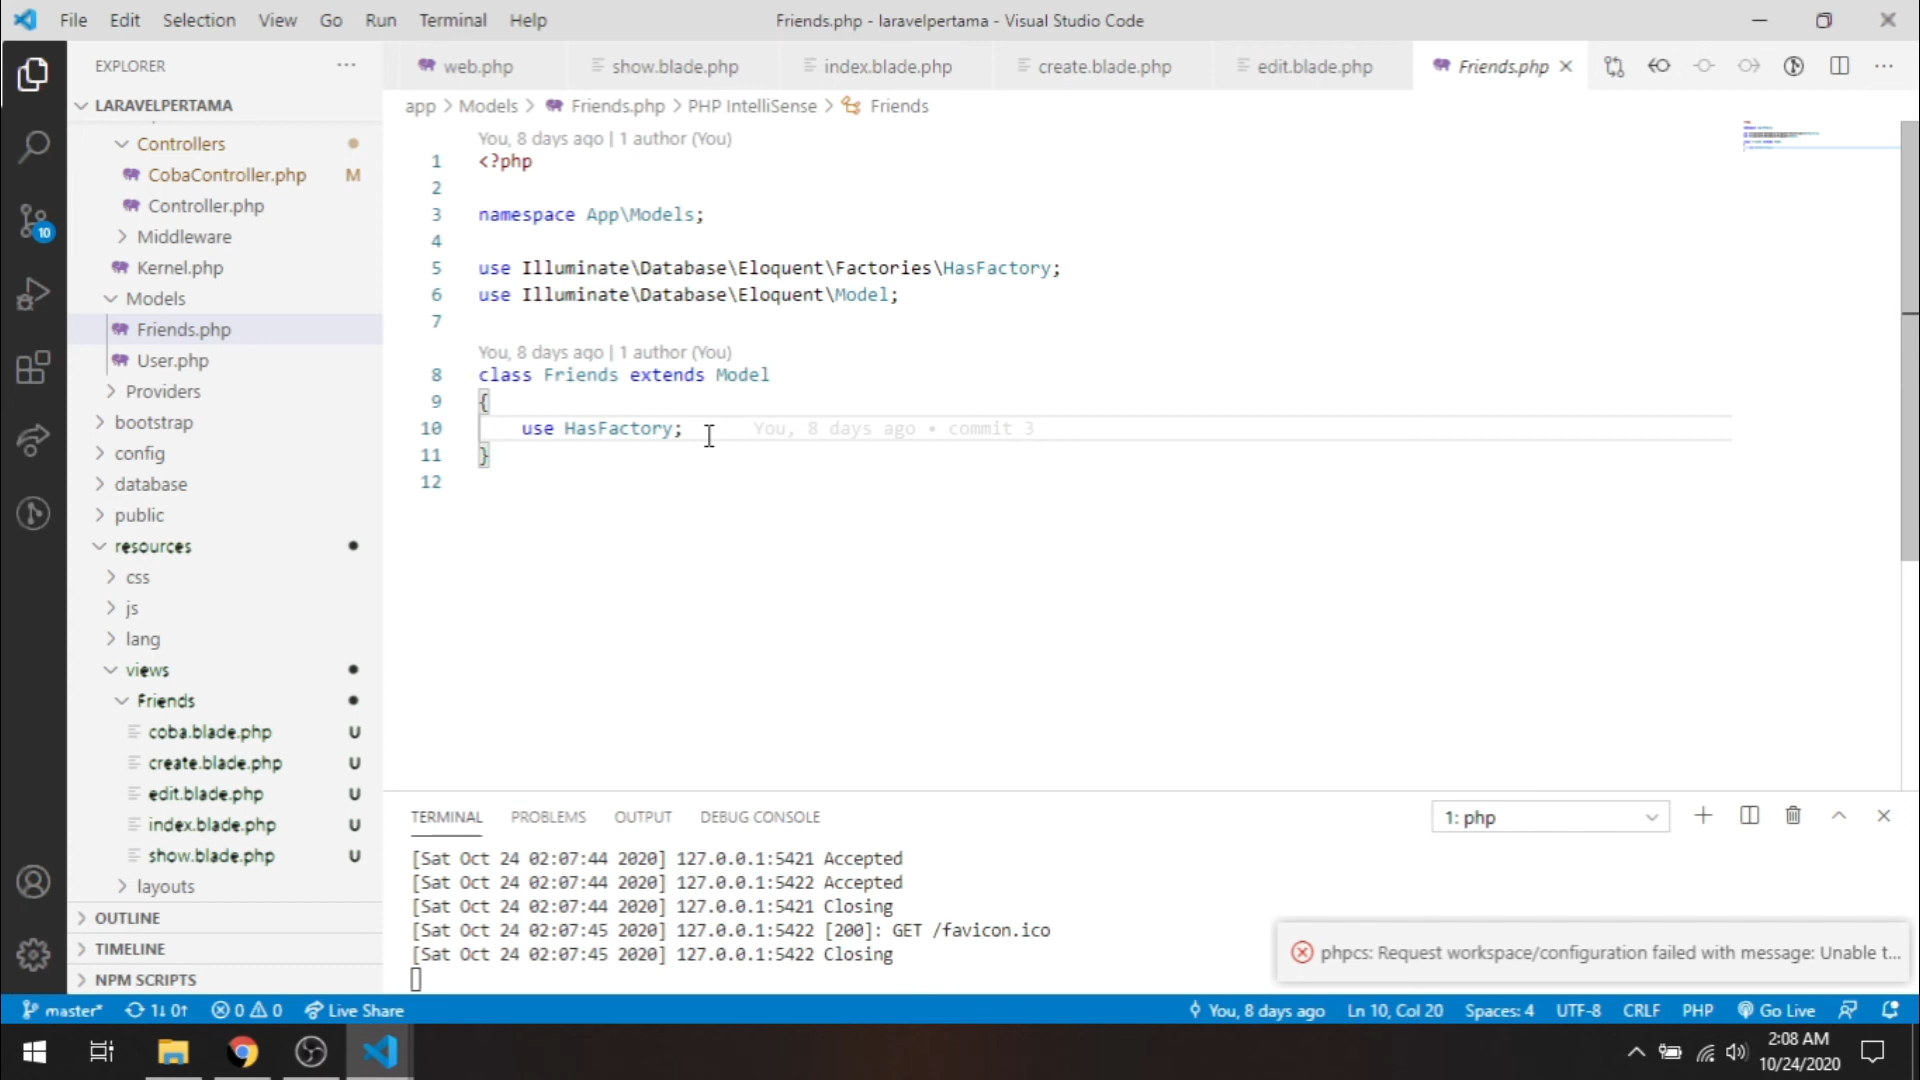 File Edit Selection View Go Run Terminal Help Friends.php - laravelpertama - Visual Studio Code
EXPLORER
LARAVELPERTAMA
Controllers
CobaController.php M
Controller.php
Middleware
Kernel.php
Models
Friends.php
User.php
Providers
bootstrap
config
database
public
resources
css
js
lang
views
Friends
coba.blade.php U
create.blade.php U
edit.blade.php U
index.blade.php U
show.blade.php U
layouts
OUTLINE
TIMELINE
NPM SCRIPTS
10
web.php show.blade.php index.blade.php create.blade.php edit.blade.php Friends.php
app > Models > Friends.php > PHP IntelliSense > Friends
You, 8 days ago | 1 author (You)
1 <?php
2
3 namespace App\Models;
4
5 use Illuminate\Database\Eloquent\Factories\HasFactory;
6 use Illuminate\Database\Eloquent\Model;
7
You, 8 days ago | 1 author (You)
8 class Friends extends Model
9 {
10 use HasFactory; You, 8 days ago • commit 3
11 }
12
TERMINAL PROBLEMS OUTPUT DEBUG CONSOLE 1: php
[Sat Oct 24 02:07:44 2020] 127.0.0.1:5421 Accepted
[Sat Oct 24 02:07:44 2020] 127.0.0.1:5422 Accepted
[Sat Oct 24 02:07:44 2020] 127.0.0.1:5421 Closing
[Sat Oct 24 02:07:45 2020] 127.0.0.1:5422 [200]: GET /favicon.ico
[Sat Oct 24 02:07:45 2020] 127.0.0.1:5422 Closing
phpcs: Request workspace/configuration failed with message: Unable t...
master* 1↓ 0↑ 0 0 Live Share You, 8 days ago Ln 10, Col 20 Spaces: 4 UTF-8 CRLF PHP Go Live
2:08 AM
10/24/2020